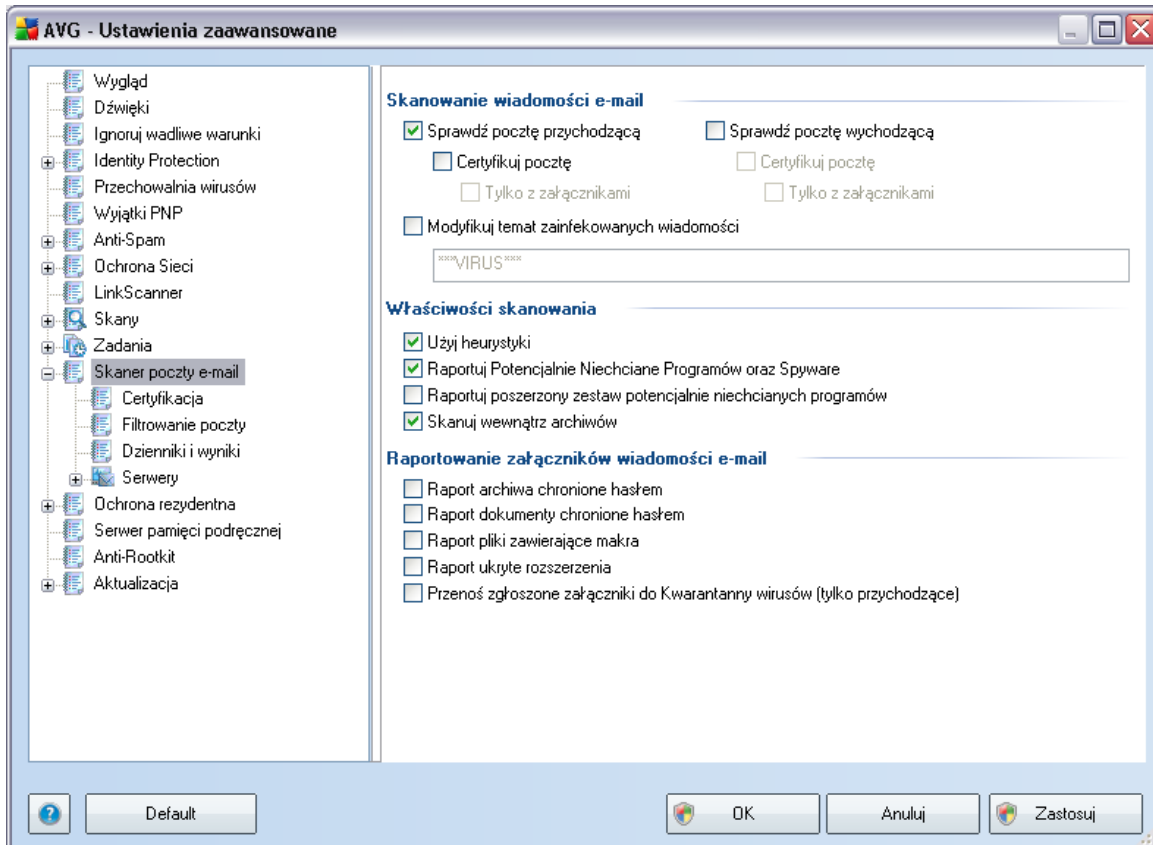 AVG - Ustawienia zaawansowane
Wygląd
Dźwięki
Ignoruj wadliwe warunki
Identity Protection
Przechowalnia wirusów
Wyjątki PNP
Anti-Spam
Ochrona Sieci
LinkScanner
Skany
Zadania
Skaner poczty e-mail
Certyfikacja
Filtrowanie poczty
Dzienniki i wyniki
Serwery
Ochrona rezydentna
Serwer pamięci podręcznej
Anti-Rootkit
Aktualizacja
Skanowanie wiadomości e-mail
Sprawdź pocztę przychodzącą Sprawdź pocztę wychodzącą
Certyfikuj pocztę Certyfikuj pocztę
Tylko z załącznikami Tylko z załącznikami
Modyfikuj temat zainfekowanych wiadomości
***VIRUS***
Właściwości skanowania
Użyj heurystyki
Raportuj Potencjalnie Niechciane Programów oraz Spyware
Raportuj poszerzony zestaw potencjalnie niechcianych programów
Skanuj wewnątrz archiwów
Raportowanie załączników wiadomości e-mail
Raport archiwa chronione hasłem
Raport dokumenty chronione hasłem
Raport pliki zawierające makra
Raport ukryte rozszerzenia
Przenoś zgłoszone załączniki do Kwarantanny wirusów (tylko przychodzące)
Default OK Anuluj Zastosuj